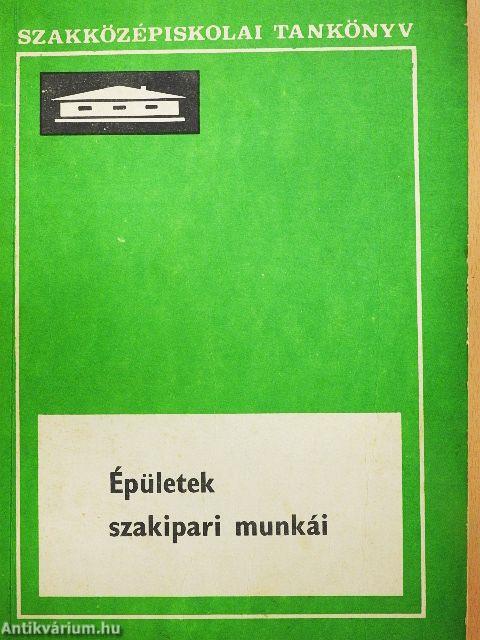 SZAKKÖZÉPISKOLAI TANKÖNYV
Épületek
szakipari munkái
Antikvárium.hu